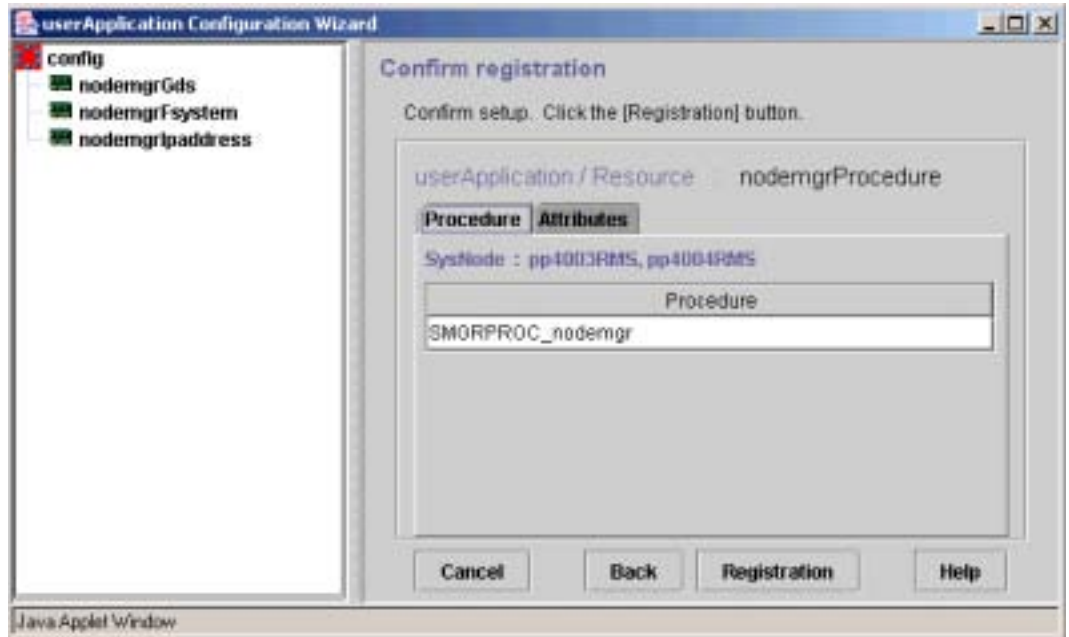 userApplication Configuration Wizard
config
nodemgrGds
nodemgrFsystem
nodemgrIpaddress
Confirm registration
Confirm setup. Click the [Registration] button.
userApplication / Resource : nodemgrProcedure
Procedure Attributes
SysNode : pp4003RMS, pp4004RMS
Procedure
SMGRPROC_nodemgr
Cancel Back Registration Help
Java Applet Window